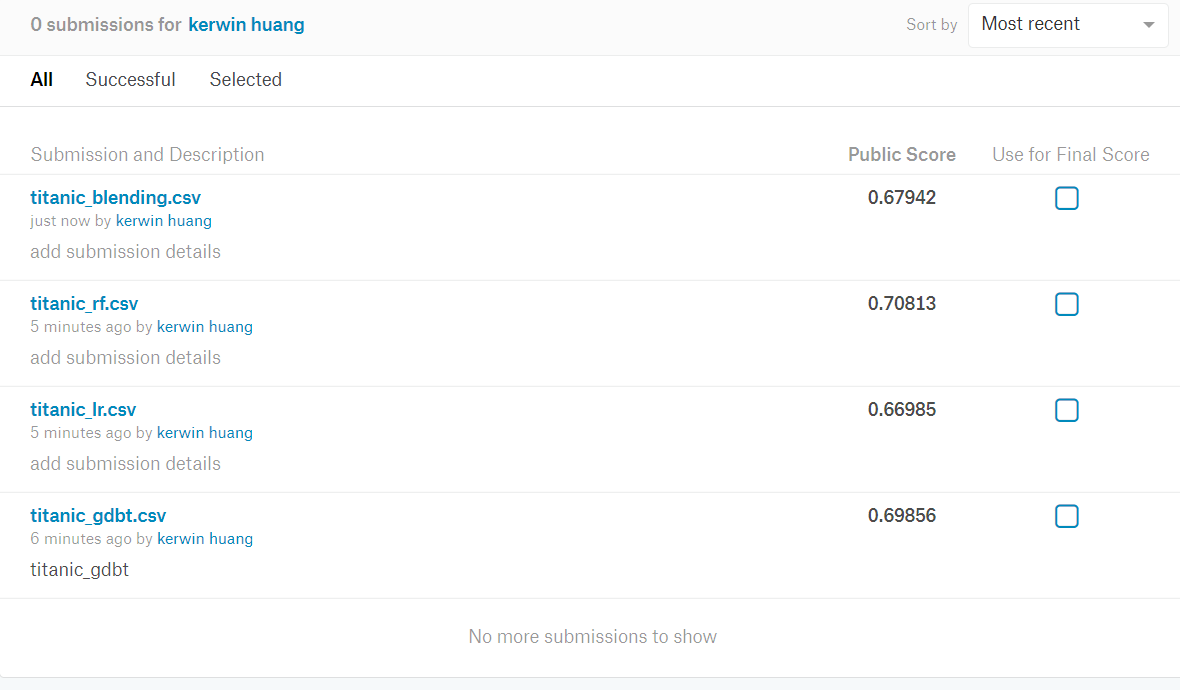 0 submissions for kerwin huang
Sort by Most recent
All Successful Selected
Submission and Description Public Score Use for Final Score
titanic_blending.csv 0.67942
just now by kerwin huang
add submission details
titanic_rf.csv 0.70813
5 minutes ago by kerwin huang
add submission details
titanic_lr.csv 0.66985
5 minutes ago by kerwin huang
add submission details
titanic_gdbt.csv 0.69856
6 minutes ago by kerwin huang
titanic_gdbt
No more submissions to show